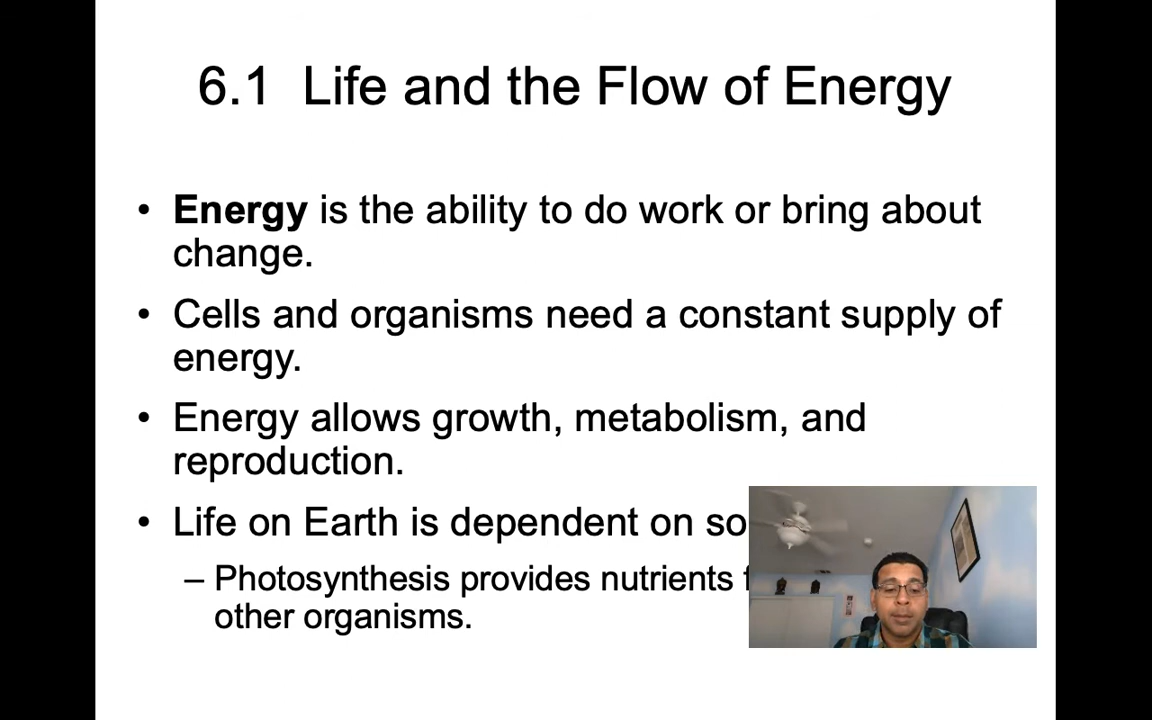 6.1 Life and the Flow of Energy
• Energy is the ability to do work or bring about
change.
• Cells and organisms need a constant supply of
energy.
• Energy allows growth, metabolism, and
reproduction.
• Life on Earth is dependent on
– Photosynthesis provides nutrients
other organisms.